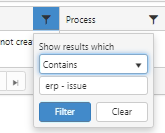 Process
not crea
Show results which
Contains
erp - issue
Filter Clear